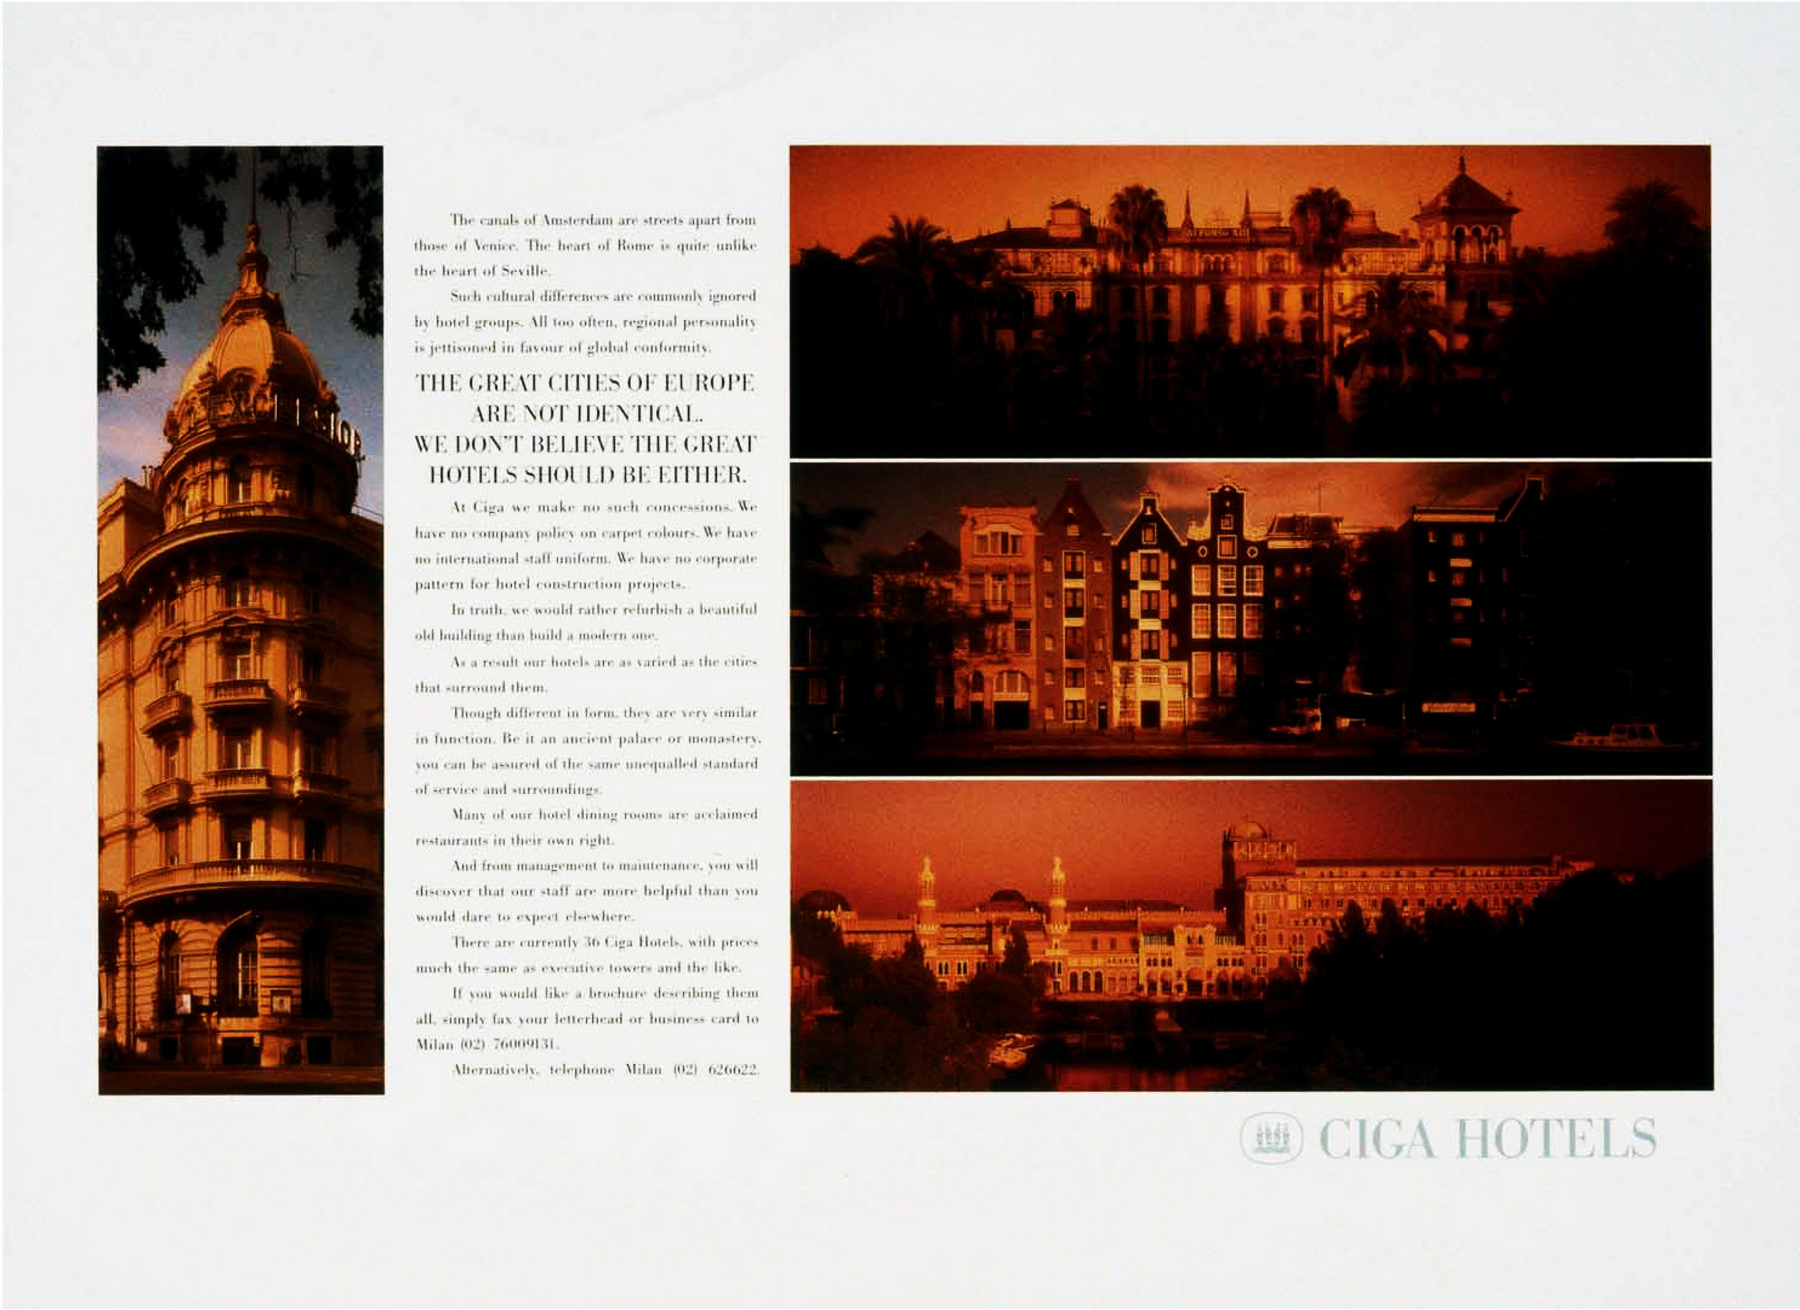 The canals of Amsterdam are streets apart from
those of Venice. The heart of Rome is quite unlike
the heart of Seville.
Such cultural differences are commonly ignored
by hotel groups. All too often, regional personality
is jettisoned in favour of global conformity.
THE GREAT CITIES OF EUROPE
ARE NOT IDENTICAL.
WE DON'T BELIEVE THE GREAT
HOTELS SHOULD BE EITHER.
At Ciga we make no such concessions. We
have no company policy on carpet colours. We have
no international staff uniform. We have no corporate
pattern for hotel construction projects.
In truth, we would rather refurbish a beautiful
old building than build a modern one.
As a result our hotels are as varied as the cities
that surround them.
Though different in form, they are very similar
in function. Be it an ancient palace or monastery,
you can be assured of the same unequalled standard
of service and surroundings.
Many of our hotel dining rooms are acclaimed
restaurants in their own right.
And from management to maintenance, you will
discover that our staff are more helpful than you
would dare to expect elsewhere.
There are currently 36 Ciga Hotels, with prices
much the same as executive towers and the like.
If you would like a brochure describing them
all, simply fax your letterhead or business card to
Milan (02) 76009131.
Alternatively, telephone Milan (02) 626622.
CIGA HOTELS